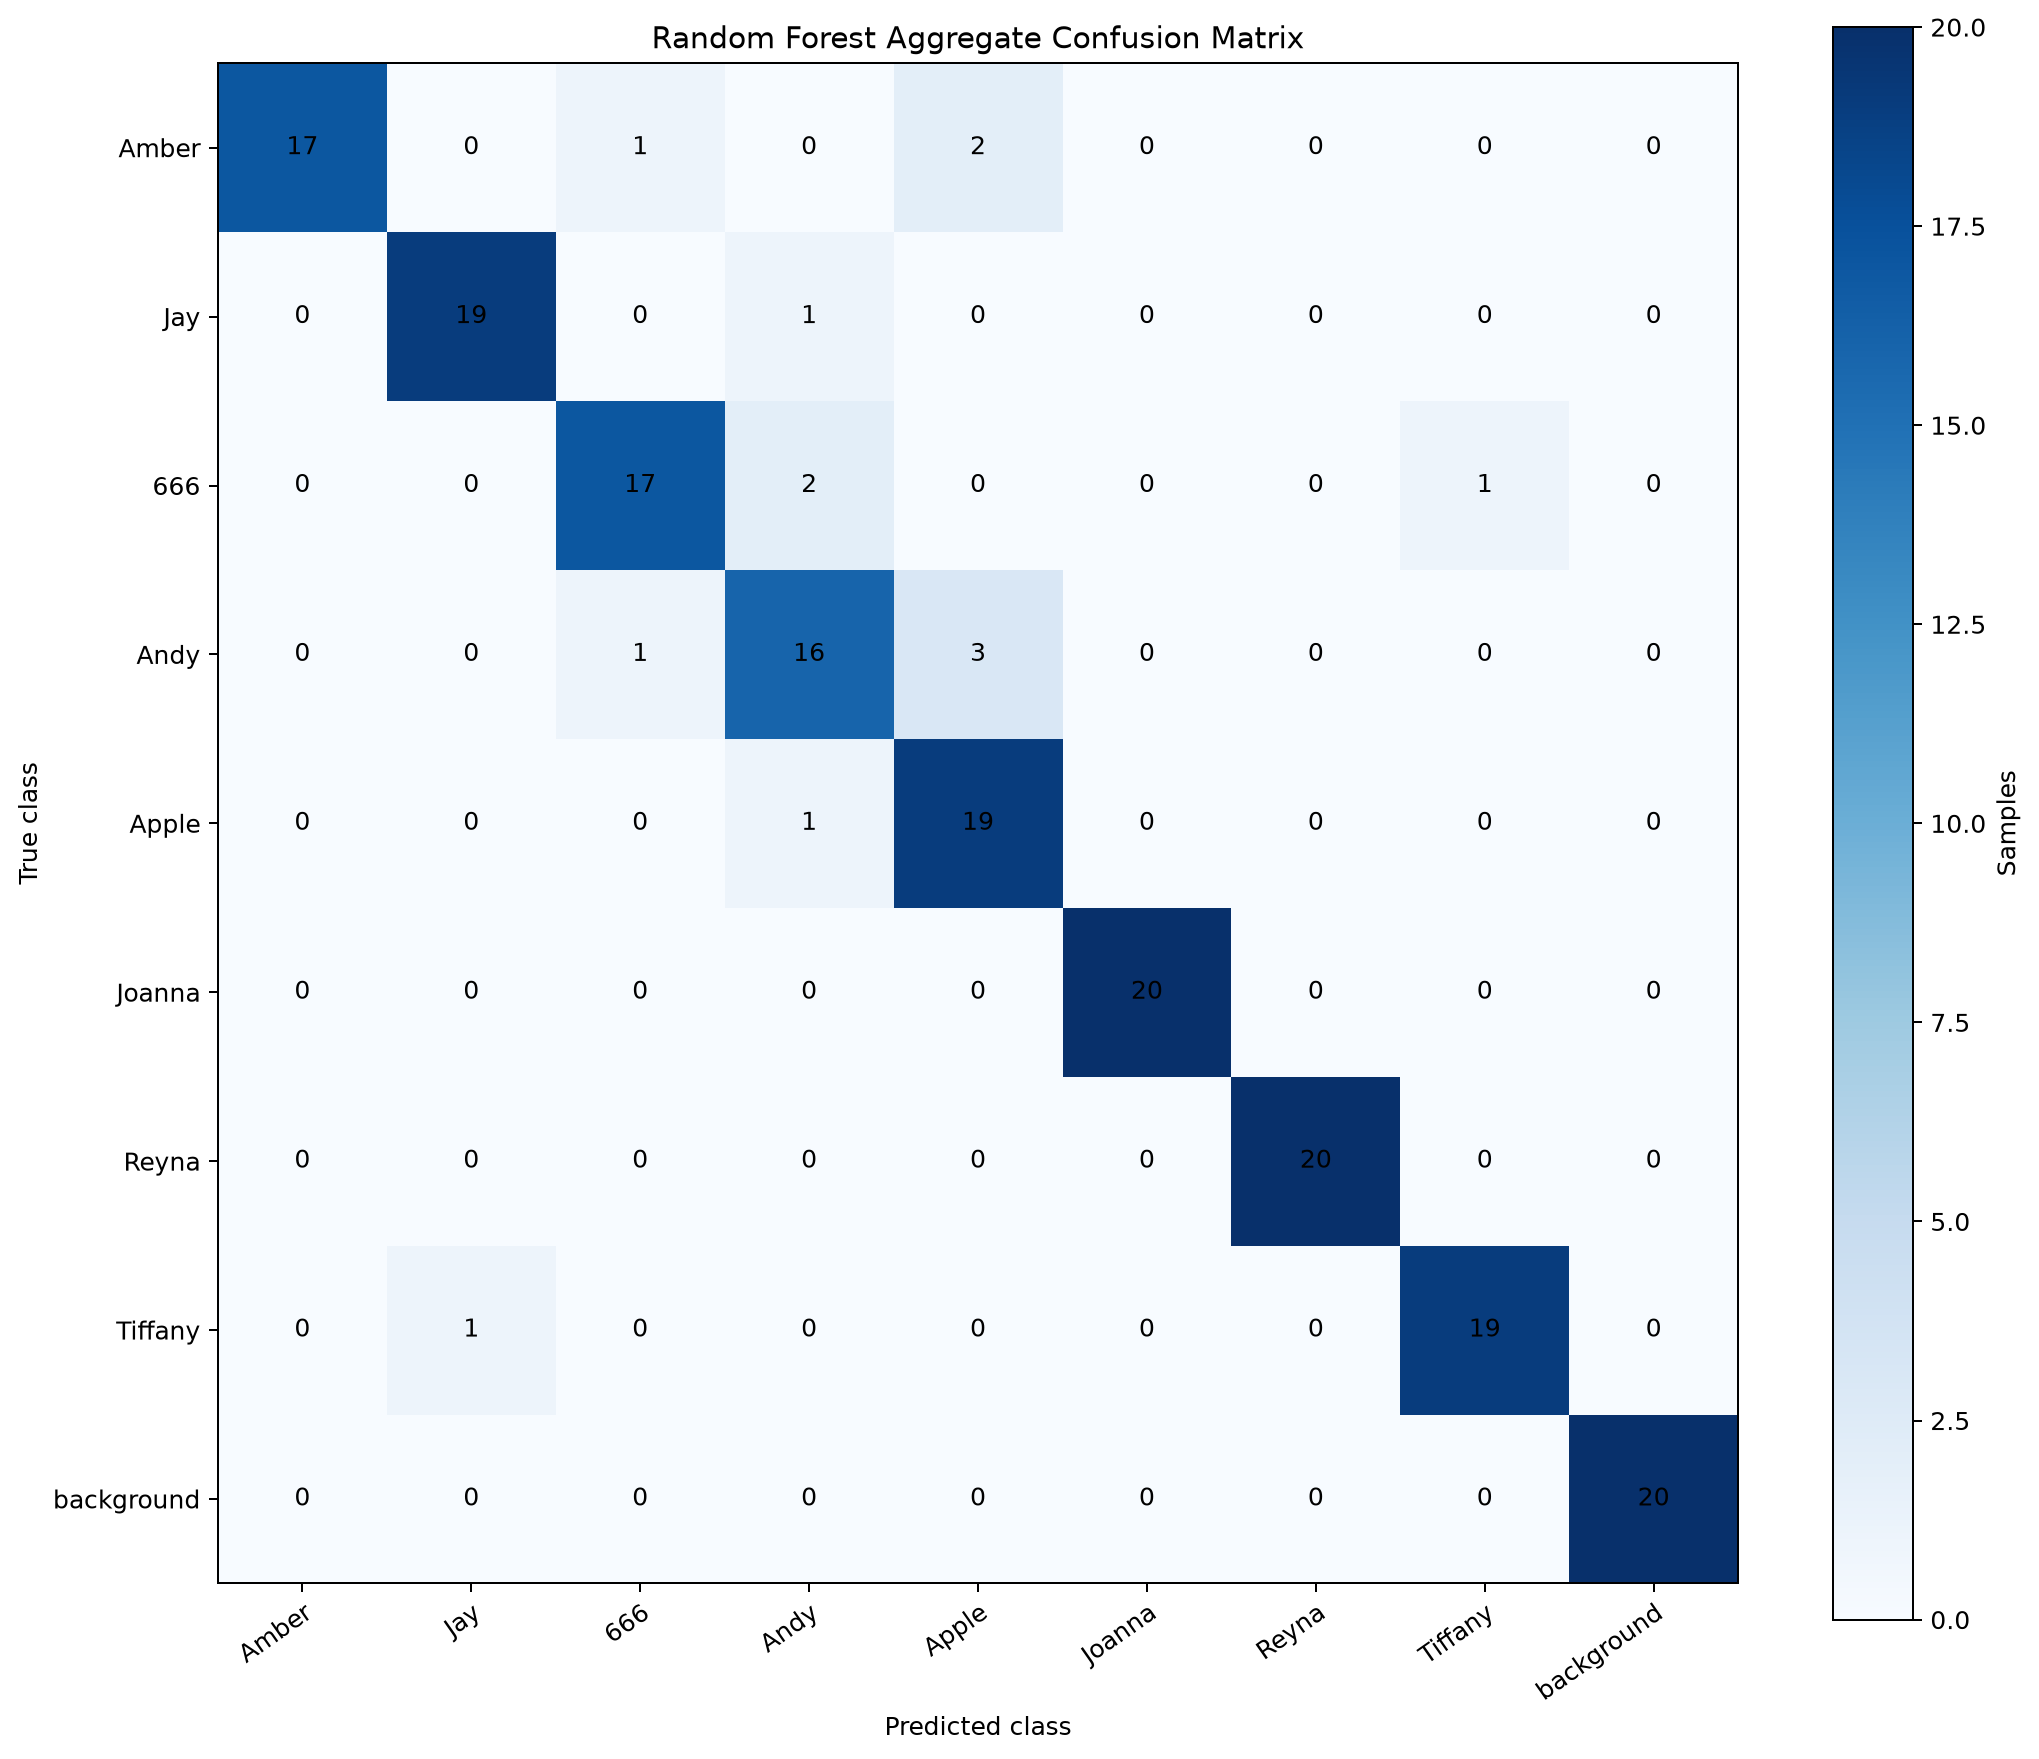 Random Forest Aggregate Confusion Matrix
True class
Amber 17 0 1 0 2 0 0 0 0
Jay 0 19 0 1 0 0 0 0 0
666 0 0 17 2 0 0 0 1 0
Andy 0 0 1 16 3 0 0 0 0
Apple 0 0 0 1 19 0 0 0 0
Joanna 0 0 0 0 0 20 0 0 0
Reyna 0 0 0 0 0 0 20 0 0
Tiffany 0 1 0 0 0 0 0 19 0
background 0 0 0 0 0 0 0 0 20
Amber Jay 666 Andy Apple Joanna Reyna Tiffany background
Predicted class
20.0
17.5
15.0
12.5
10.0
7.5
5.0
2.5
0.0
Samples